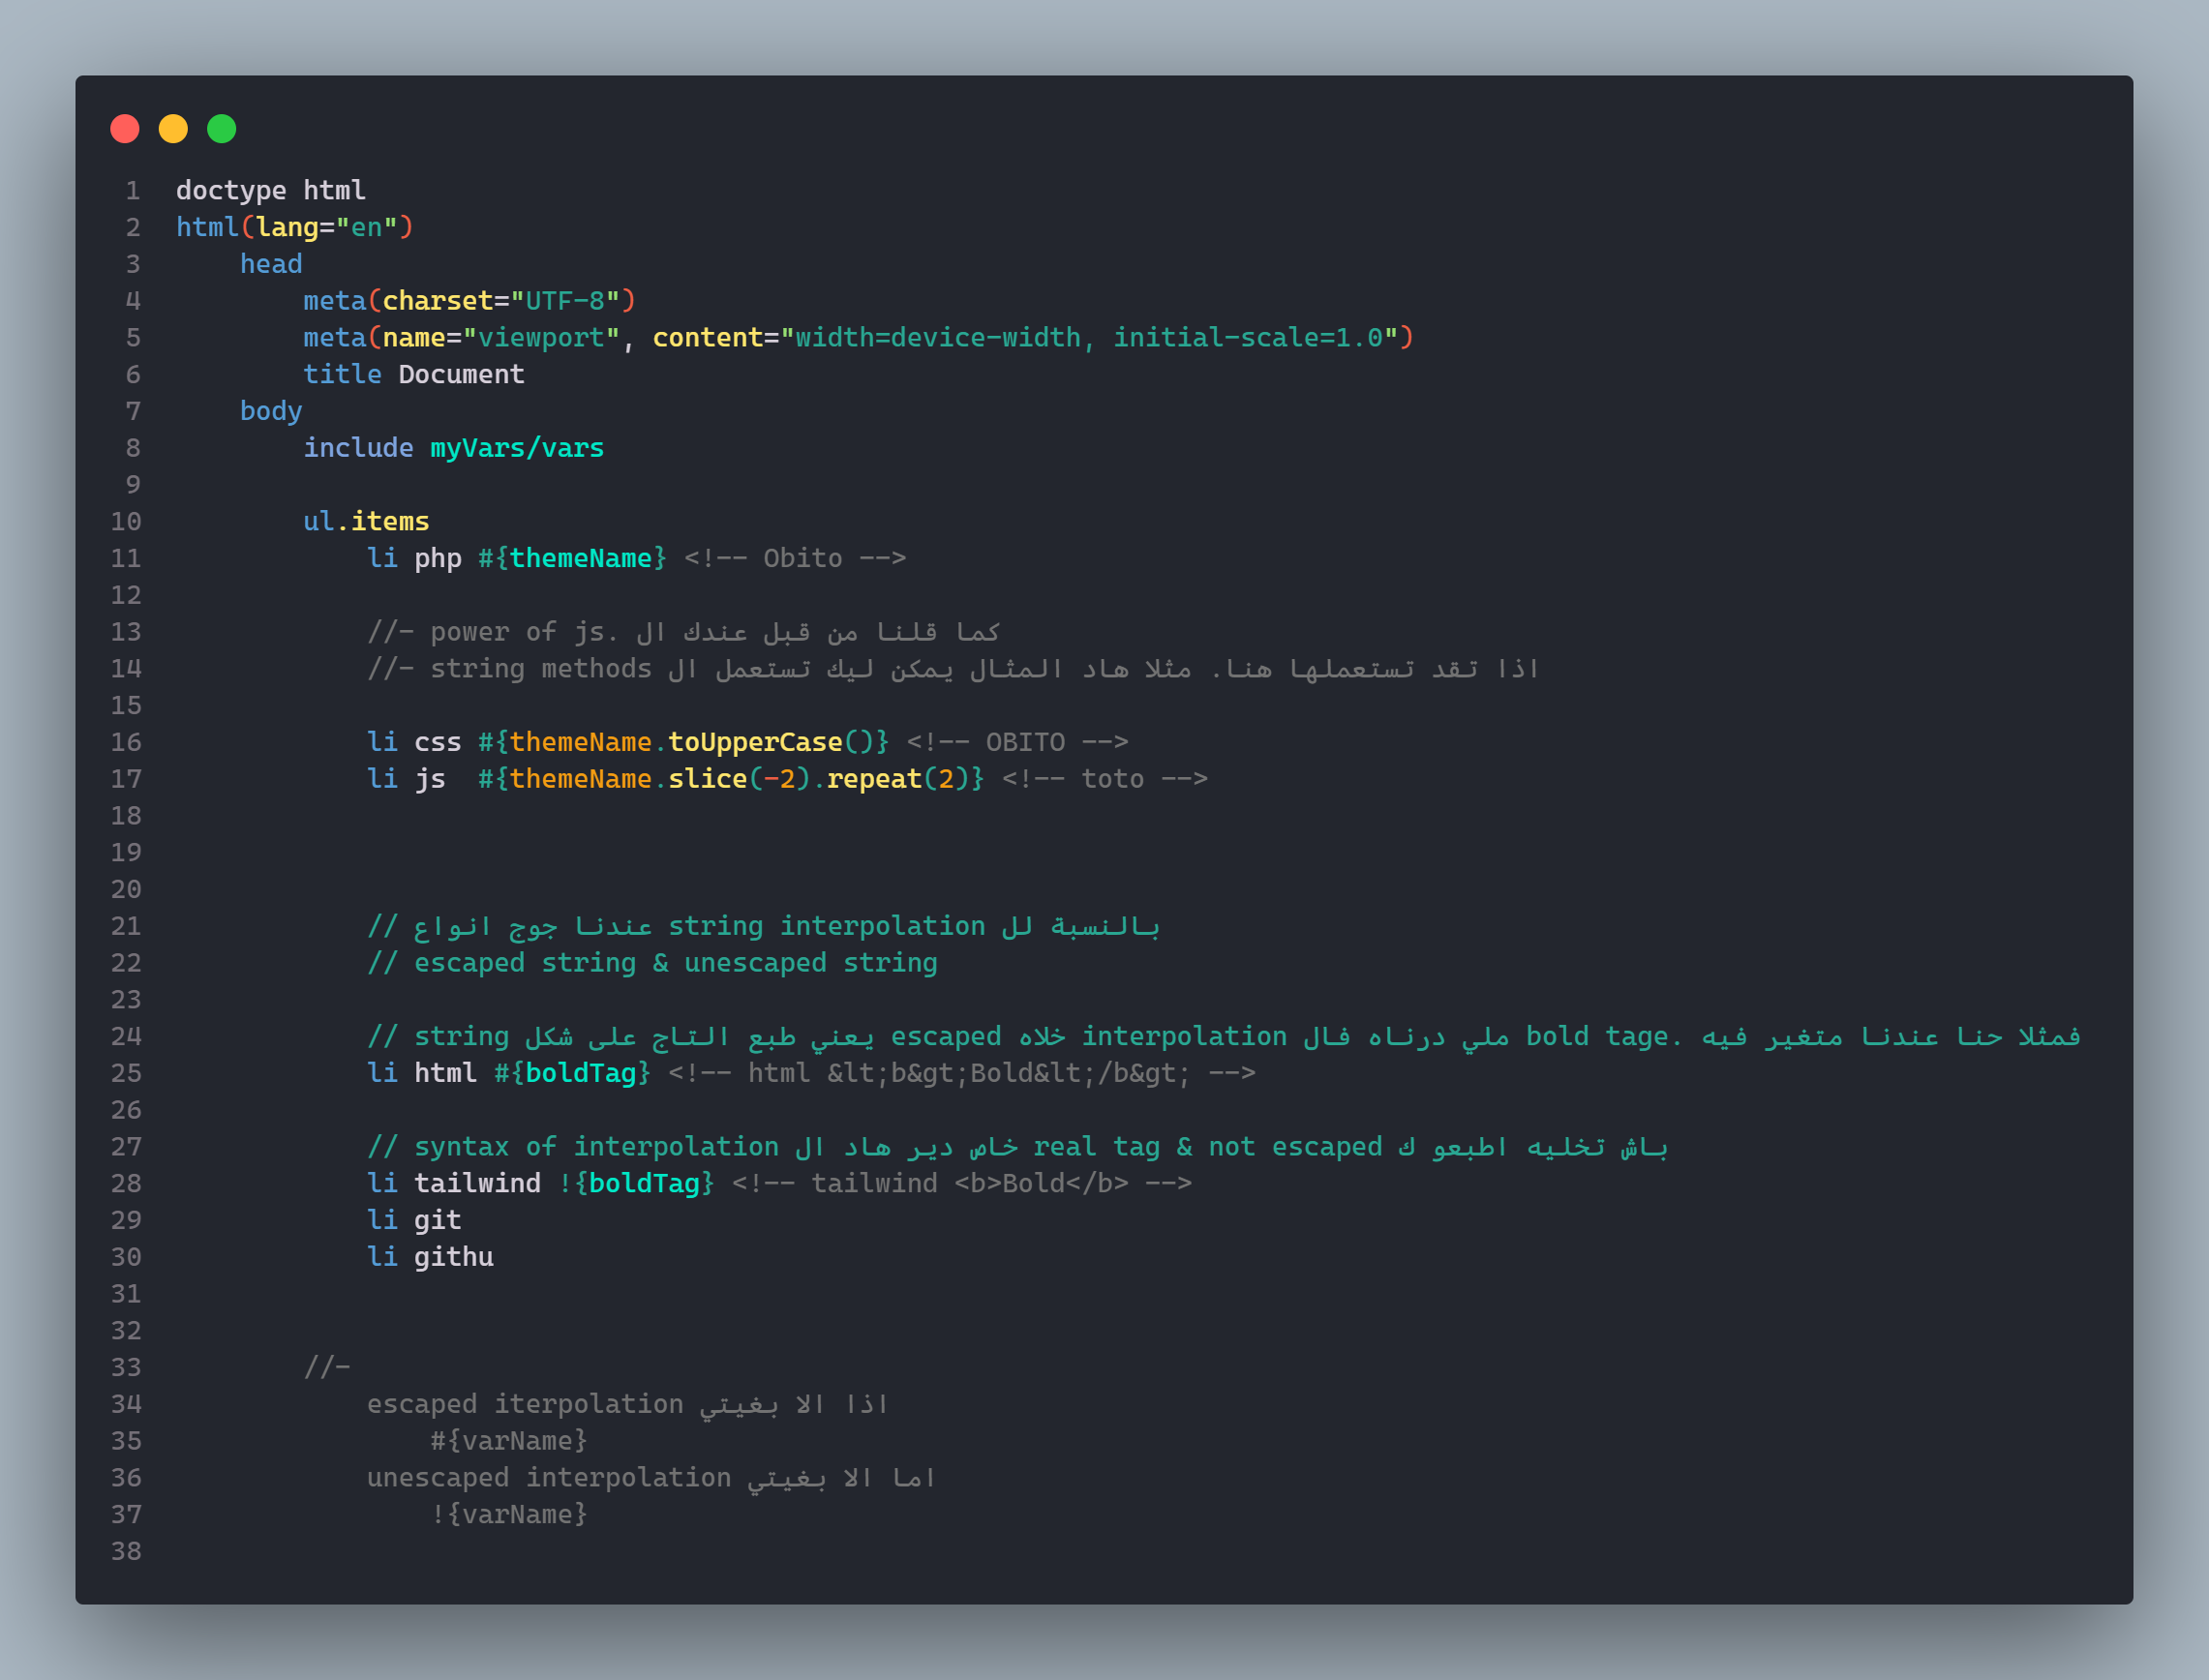 1 doctype html
2 html(lang="en")
3 head
4 meta(charset="UTF-8")
5 meta(name="viewport", content="width=device-width, initial-scale=1.0")
6 title Document
7 body
8 include myVars/vars
9
10 ul.items
11 li php #{themeName} <!-- Obito -->
12
13 //- كما قلنا من قبل عندك ال power of js.
14 //- اذا تقد تستعملها هنا. مثلا هاد المثال يمكن ليك تستعمل ال string methods
15
16 li css #{themeName.toUpperCase()} <!-- OBITO -->
17 li js  #{themeName.slice(-2).repeat(2)} <!-- toto -->
18
19
20
21 // بالنسبة لل string interpolation عندنا جوج انواع
22 // escaped string & unescaped string
23
24 // فمثلا حنا عندنا متغير فيه bold tage. ملي درناه فال interpolation خلاه escaped يعني طبع التاج على شكل string
25 li html #{boldTag} <!-- html &lt;b&gt;Bold&lt;/b&gt; -->
26
27 // باش تخليه اطبعو ك real tag & not escaped خاص دير هاد ال syntax of interpolation
28 li tailwind !{boldTag} <!-- tailwind <b>Bold</b> -->
29 li git
30 li githu
31
32
33 //-
34 اذا الا بغيتي escaped iterpolation
35 #{varName}
36 اما الا بغيتي unescaped interpolation
37 !{varName}
38